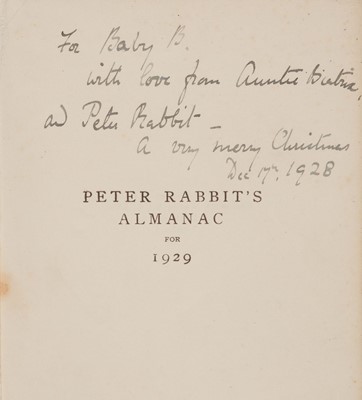 For Baby B.
with love from Auntie Beatrix,
and Peter Rabbit –
A very merry Christmas
Dec 17th, 1928
PETER RABBIT'S
ALMANAC
FOR
1929